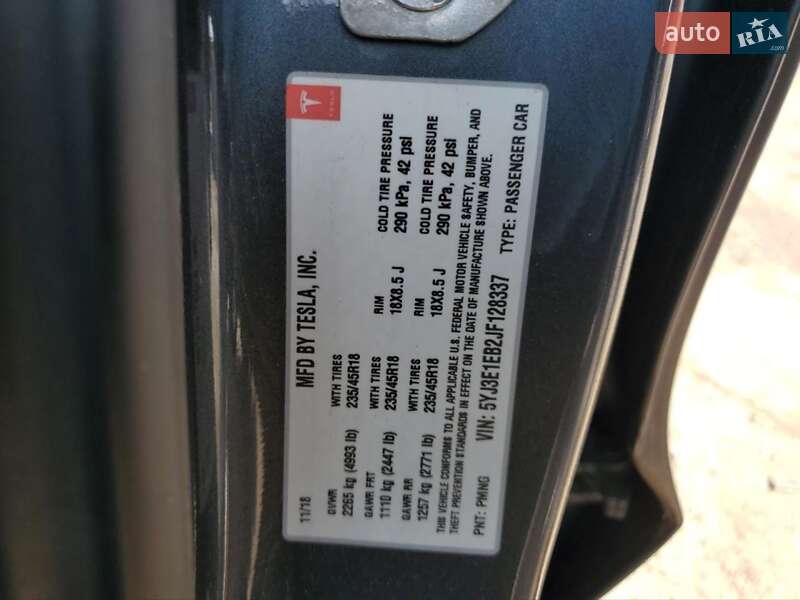 auto RIA
.com
TESLA
MFD BY TESLA, INC.
11/18
GVWR WITH TIRES RIM COLD TIRE PRESSURE
2265 kg (4993 lb) 235/45R18 18X8.5 J 290 kPa, 42 psi
GAWR FRT WITH TIRES RIM COLD TIRE PRESSURE
1110 kg (2447 lb) 235/45R18 18X8.5 J 290 kPa, 42 psi
GAWR RR
1257 kg (2771 lb) 235/45R18
THIS VEHICLE CONFORMS TO ALL APPLICABLE U.S. FEDERAL MOTOR VEHICLE SAFETY, BUMPER, AND
THEFT PREVENTION STANDARDS IN EFFECT ON THE DATE OF MANUFACTURE SHOWN ABOVE.
PNT: PMNG VIN: 5YJ3E1EB2JF128337 TYPE: PASSENGER CAR